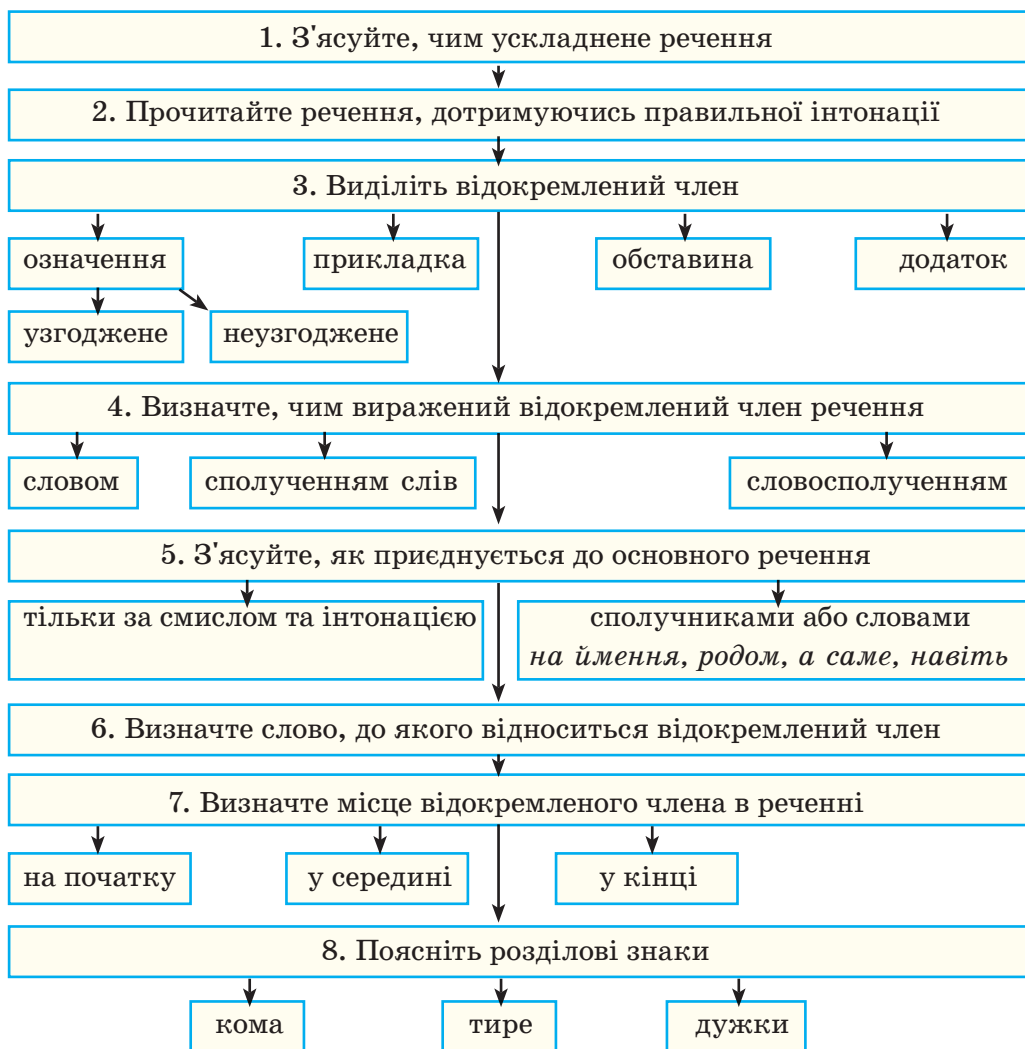 1. З'ясуйте, чим ускладнене речення
2. Прочитайте речення, дотримуючись правильної інтонації
3. Виділіть відокремлений член
означення прикладка обставина додаток
узгоджене неузгоджене
4. Визначте, чим виражений відокремлений член речення
словом сполученням слів словосполученням
5. З'ясуйте, як приєднується до основного речення
тільки за смислом та інтонацією сполучниками або словами
на ймення, родом, а саме, навіть
6. Визначте слово, до якого відноситься відокремлений член
7. Визначте місце відокремленого члена в реченні
на початку у середині у кінці
8. Поясніть розділові знаки
кома тире дужки